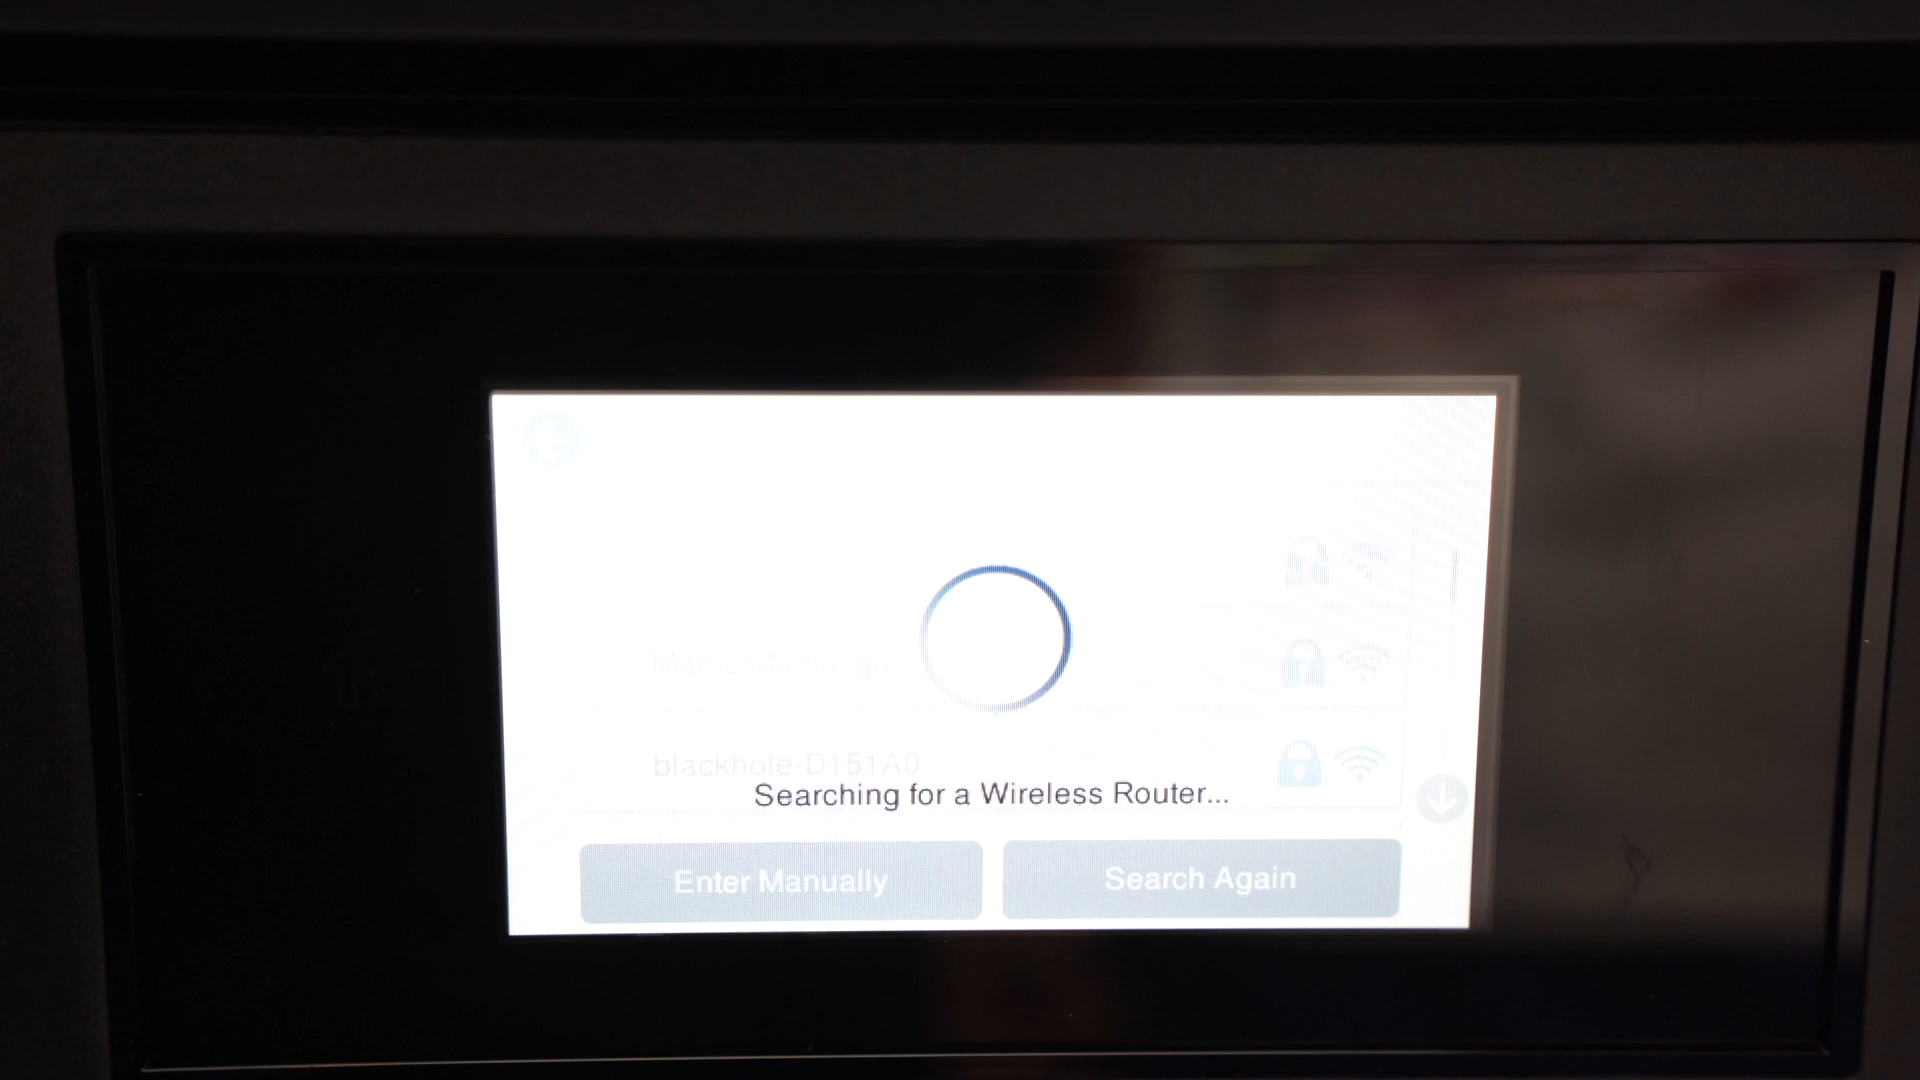 blackhole-D151A0
Searching for a Wireless Router...
Enter Manually
Search Again